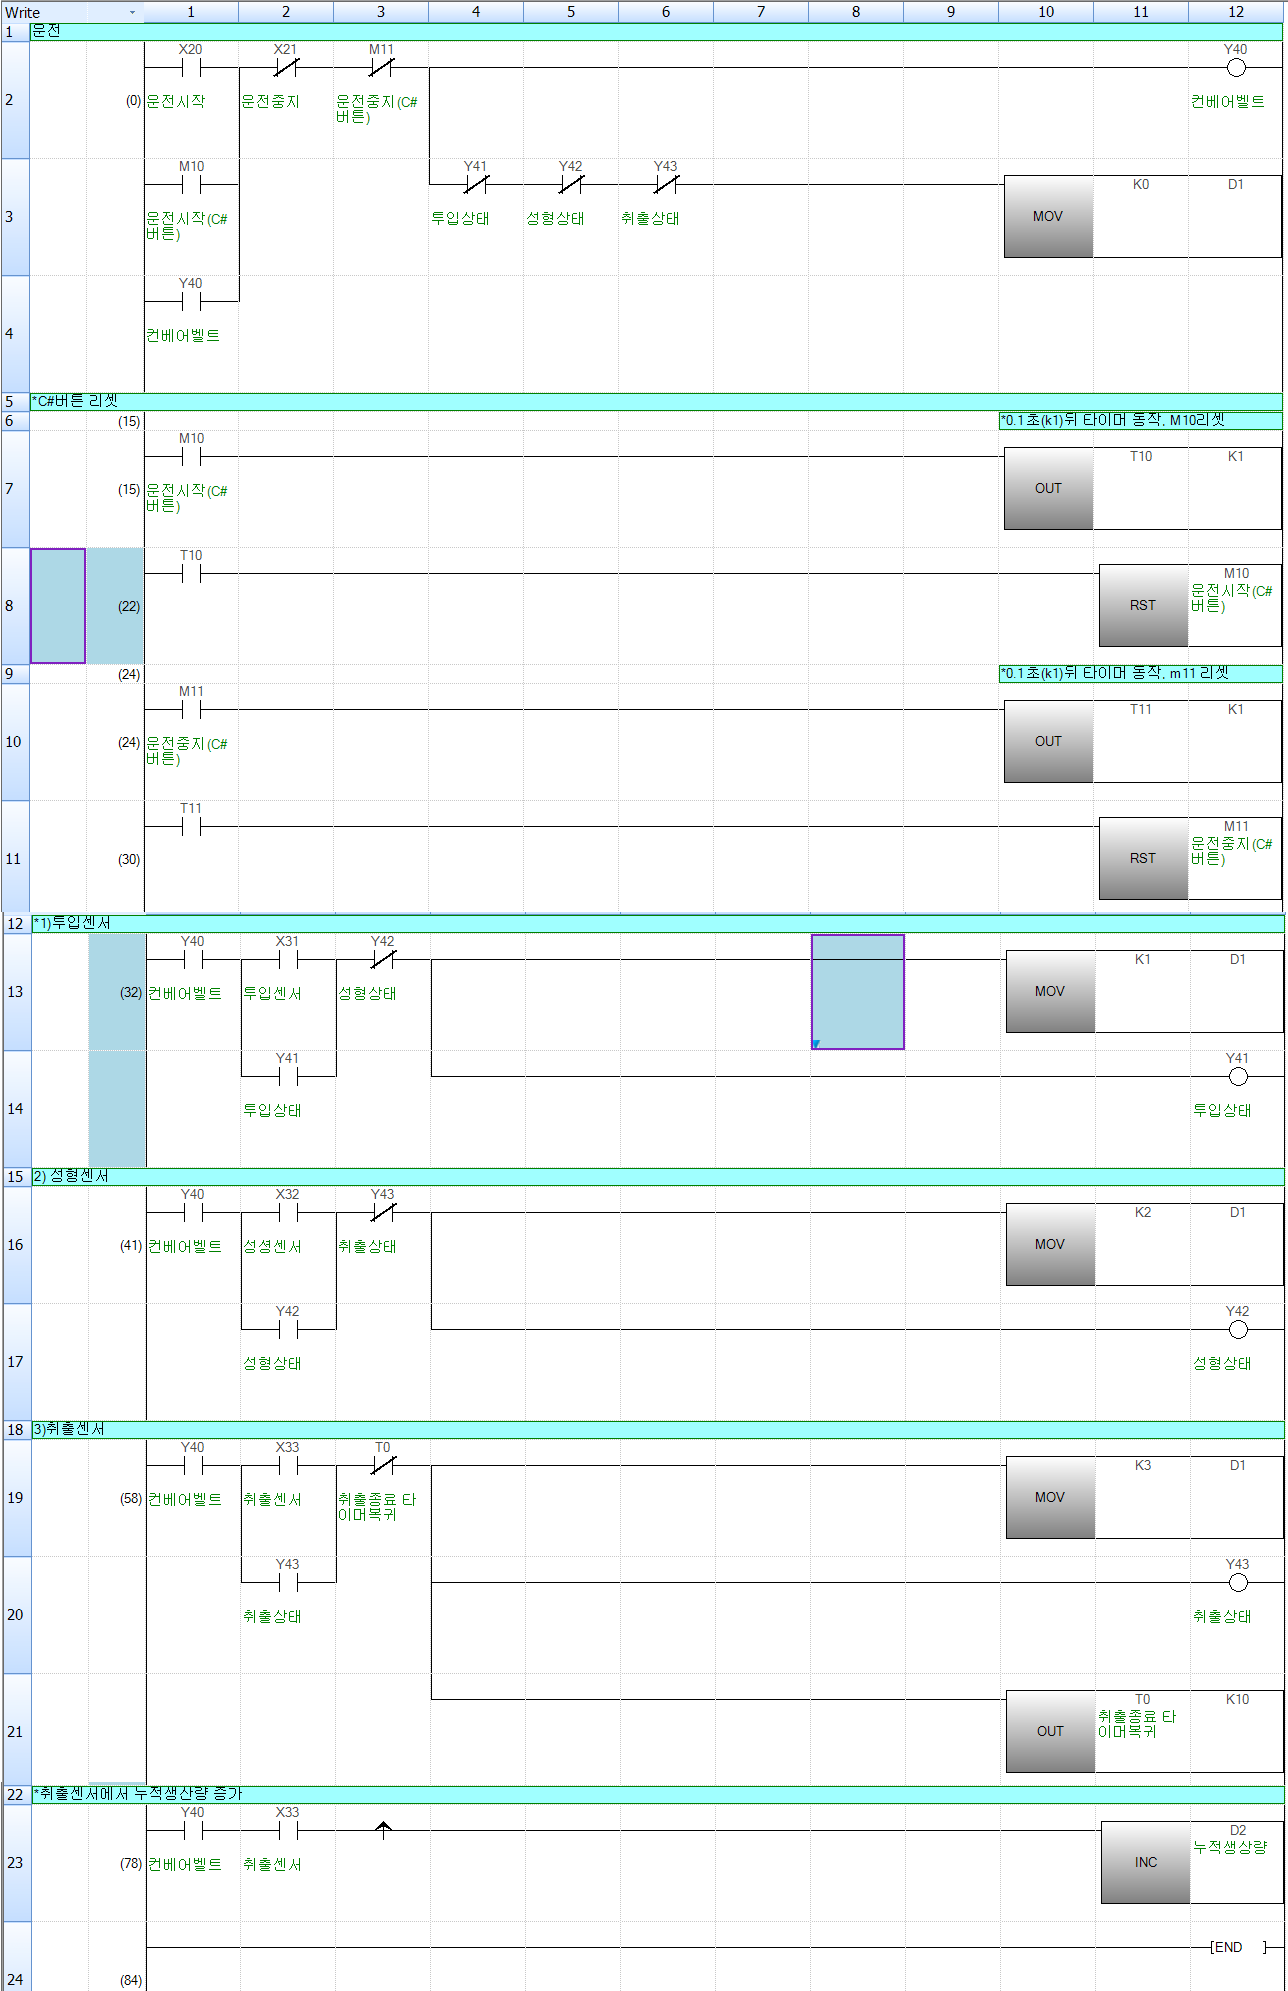 Write 1 2 3 4 5 6 7 8 9 10 11 12
1 운전
X20 X21 M11 Y40
2 (0) 운전시작 운전중지 운전중지(C# 컨베어벨트
버튼)
M10 Y41 Y42 Y43 K0 D1
3 운전시작(C# 투입상태 성형상태 취출상태 MOV
버튼)
Y40
4 컨베어벨트
5 *C#버튼 리셋
6 (15) *0.1초(k1)뒤 타이머 동작, M10리셋
M10 T10 K1
7 (15) 운전시작(C# OUT
버튼)
T10 M10
8 (22) RST 운전시작(C#
버튼)
9 (24) *0.1초(k1)뒤 타이머 동작, m11 리셋
M11 T11 K1
10 (24) 운전중지(C# OUT
버튼)
T11 M11
11 (30) RST 운전중지(C#
버튼)
12 *1)투입센서
Y40 X31 Y42 K1 D1
13 (32) 컨베어벨트 투입센서 성형상태 MOV
Y41 Y41
14 투입상태 투입상태
15 2) 성형센서
Y40 X32 Y43 K2 D1
16 (41) 컨베어벨트 성셩센서 취출상태 MOV
Y42 Y42
17 성형상태 성형상태
18 3)취출센서
Y40 X33 T0 K3 D1
19 (58) 컨베어벨트 취출센서 취출종료 타 MOV
이머복귀
Y43 Y43
20 취출상태 취출상태
T0 K10
21 OUT 취출종료 타
이머복귀
22 *취출센서에서 누적생산량 증가
Y40 X33 D2
23 (78) 컨베어벨트 취출센서 INC 누적생상량
[END ]
24 (84)